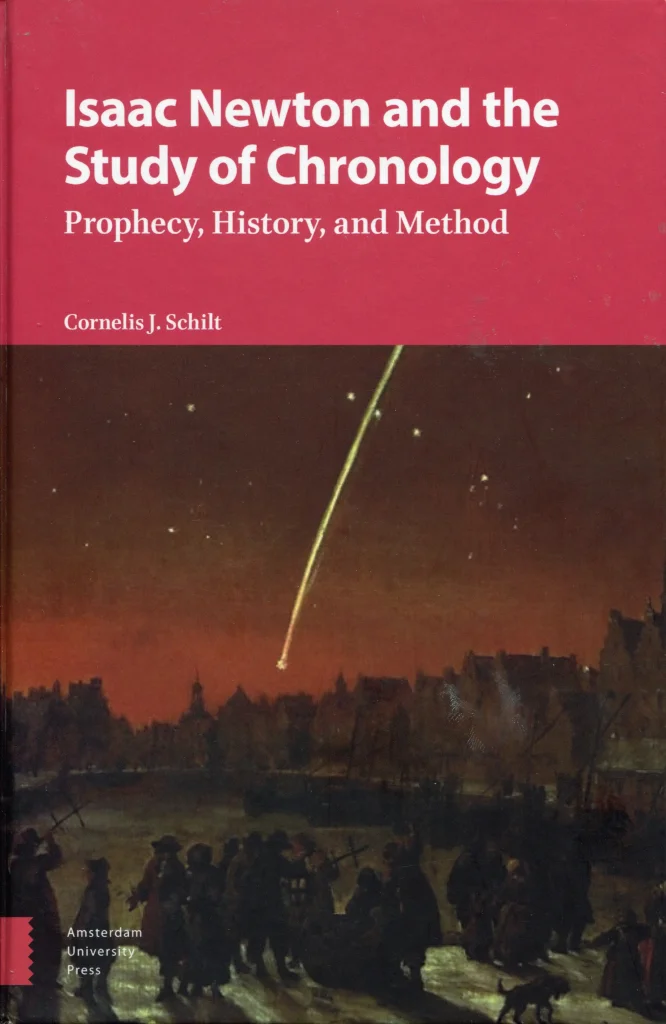 Isaac Newton and the
Study of Chronology
Prophecy, History, and Method
Cornelis J. Schilt
Amsterdam
University
Press